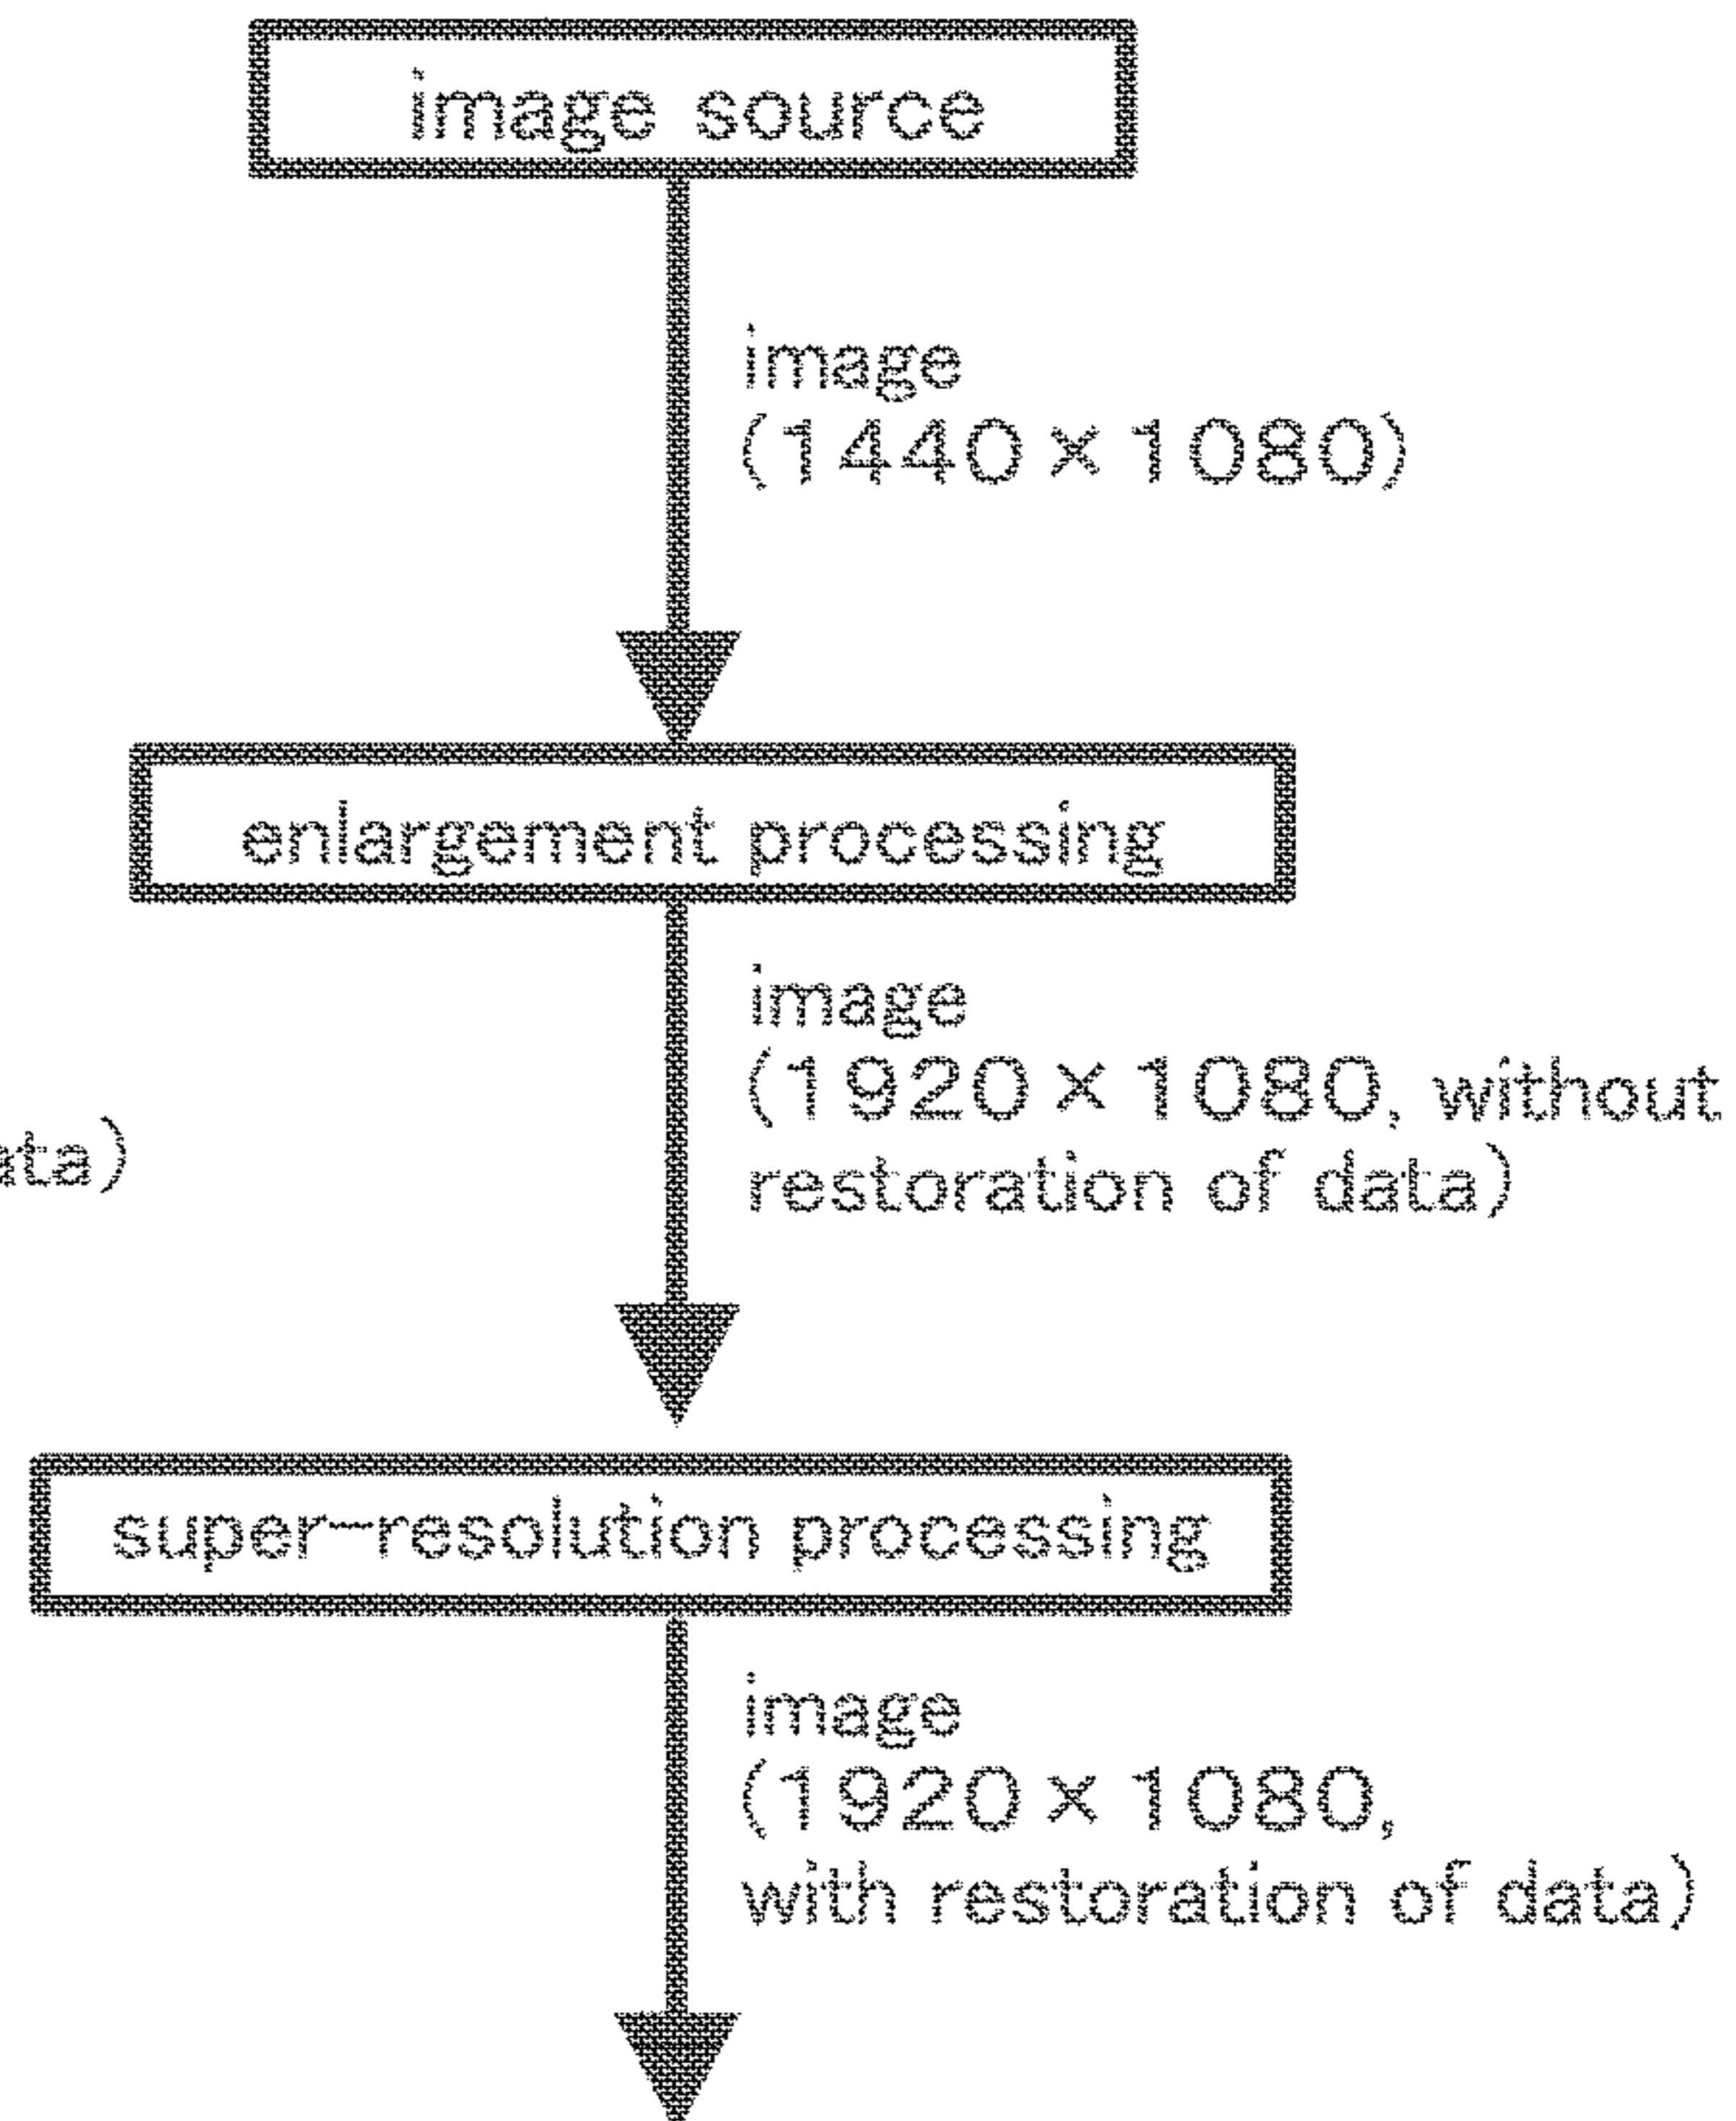 image source
image
(1440×1080)
enlargement processing
image
(1920×1080, without
restoration of data)
super-resolution processing
image
(1920×1080,
with restoration of data)